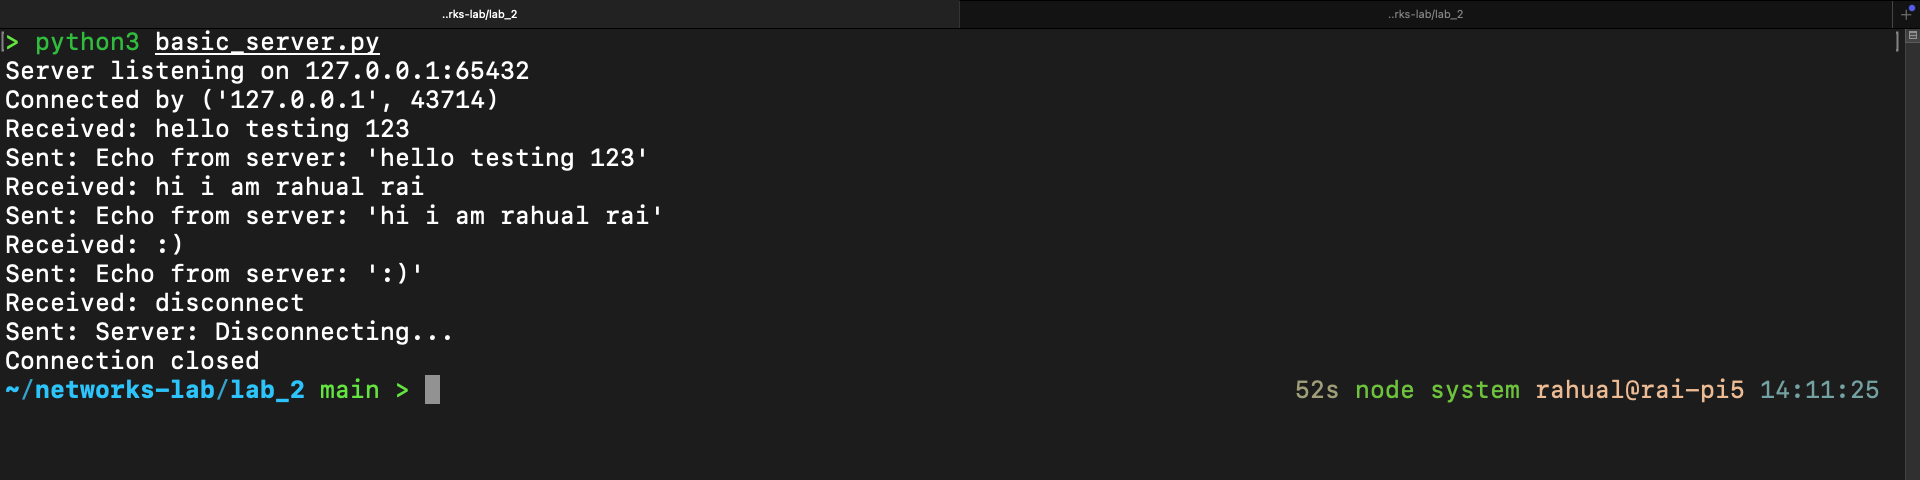 ..rks-lab/lab_2
..rks-lab/lab_2
+
> python3 basic_server.py
Server listening on 127.0.0.1:65432
Connected by ('127.0.0.1', 43714)
Received: hello testing 123
Sent: Echo from server: 'hello testing 123'
Received: hi i am rahual rai
Sent: Echo from server: 'hi i am rahual rai'
Received: :)
Sent: Echo from server: ':)'
Received: disconnect
Sent: Server: Disconnecting...
Connection closed
~/networks-lab/lab_2 main > 52s node system rahual@rai-pi5 14:11:25